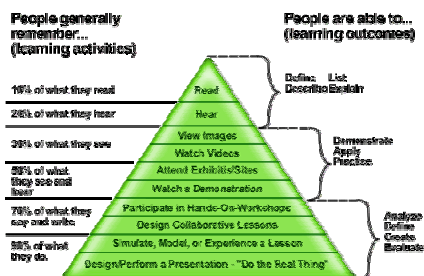 People generally
remember...
(learning activities)
People are able to...
(learning outcomes)
10% of what they read
20% of what they hear
30% of what they see
50% of what
they see and
hear
70% of what they
say and write
90% of what
they do.
Read
Hear
View Images
Watch Videos
Attend Exhibitis/Sites
Watch a Demonstration
Participate in Hands-On-Workshops
Design Collaborative Lessons
Simulate, Model, or Experience a Lesson
Design/Perform a Presentation - "Do the Real Thing"
Define List
Describe Explain
Demonstrate
Apply
Practice
Analyze
Define
Create
Evaluate